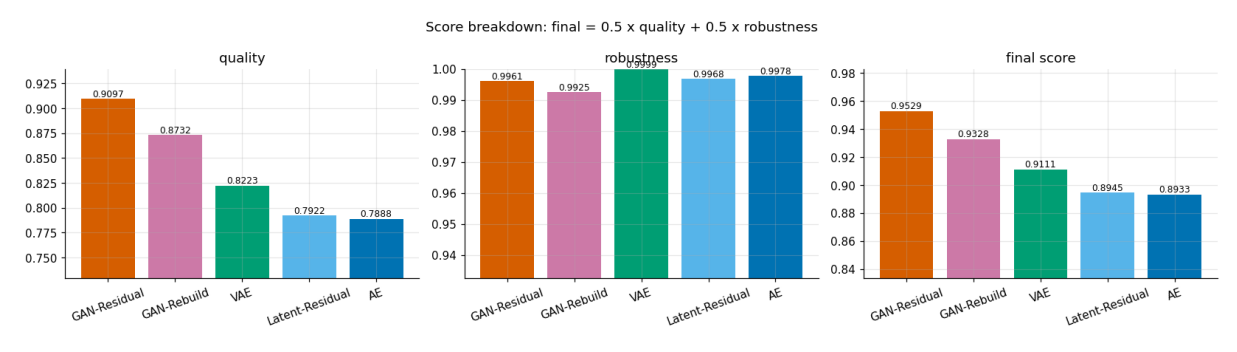 Score breakdown: final = 0.5 x quality + 0.5 x robustness
quality
0.925
0.900
0.875
0.850
0.825
0.800
0.775
0.750
0.9097
0.8732
0.8223
0.7922
0.7888
GAN-Residual
GAN-Rebuild
VAE
Latent-Residual
AE
robustness
1.00
0.99
0.98
0.97
0.96
0.95
0.94
0.9961
0.9925
0.9999
0.9968
0.9978
GAN-Residual
GAN-Rebuild
VAE
Latent-Residual
AE
final score
0.98
0.96
0.94
0.92
0.90
0.88
0.86
0.84
0.9529
0.9328
0.9111
0.8945
0.8933
GAN-Residual
GAN-Rebuild
VAE
Latent-Residual
AE